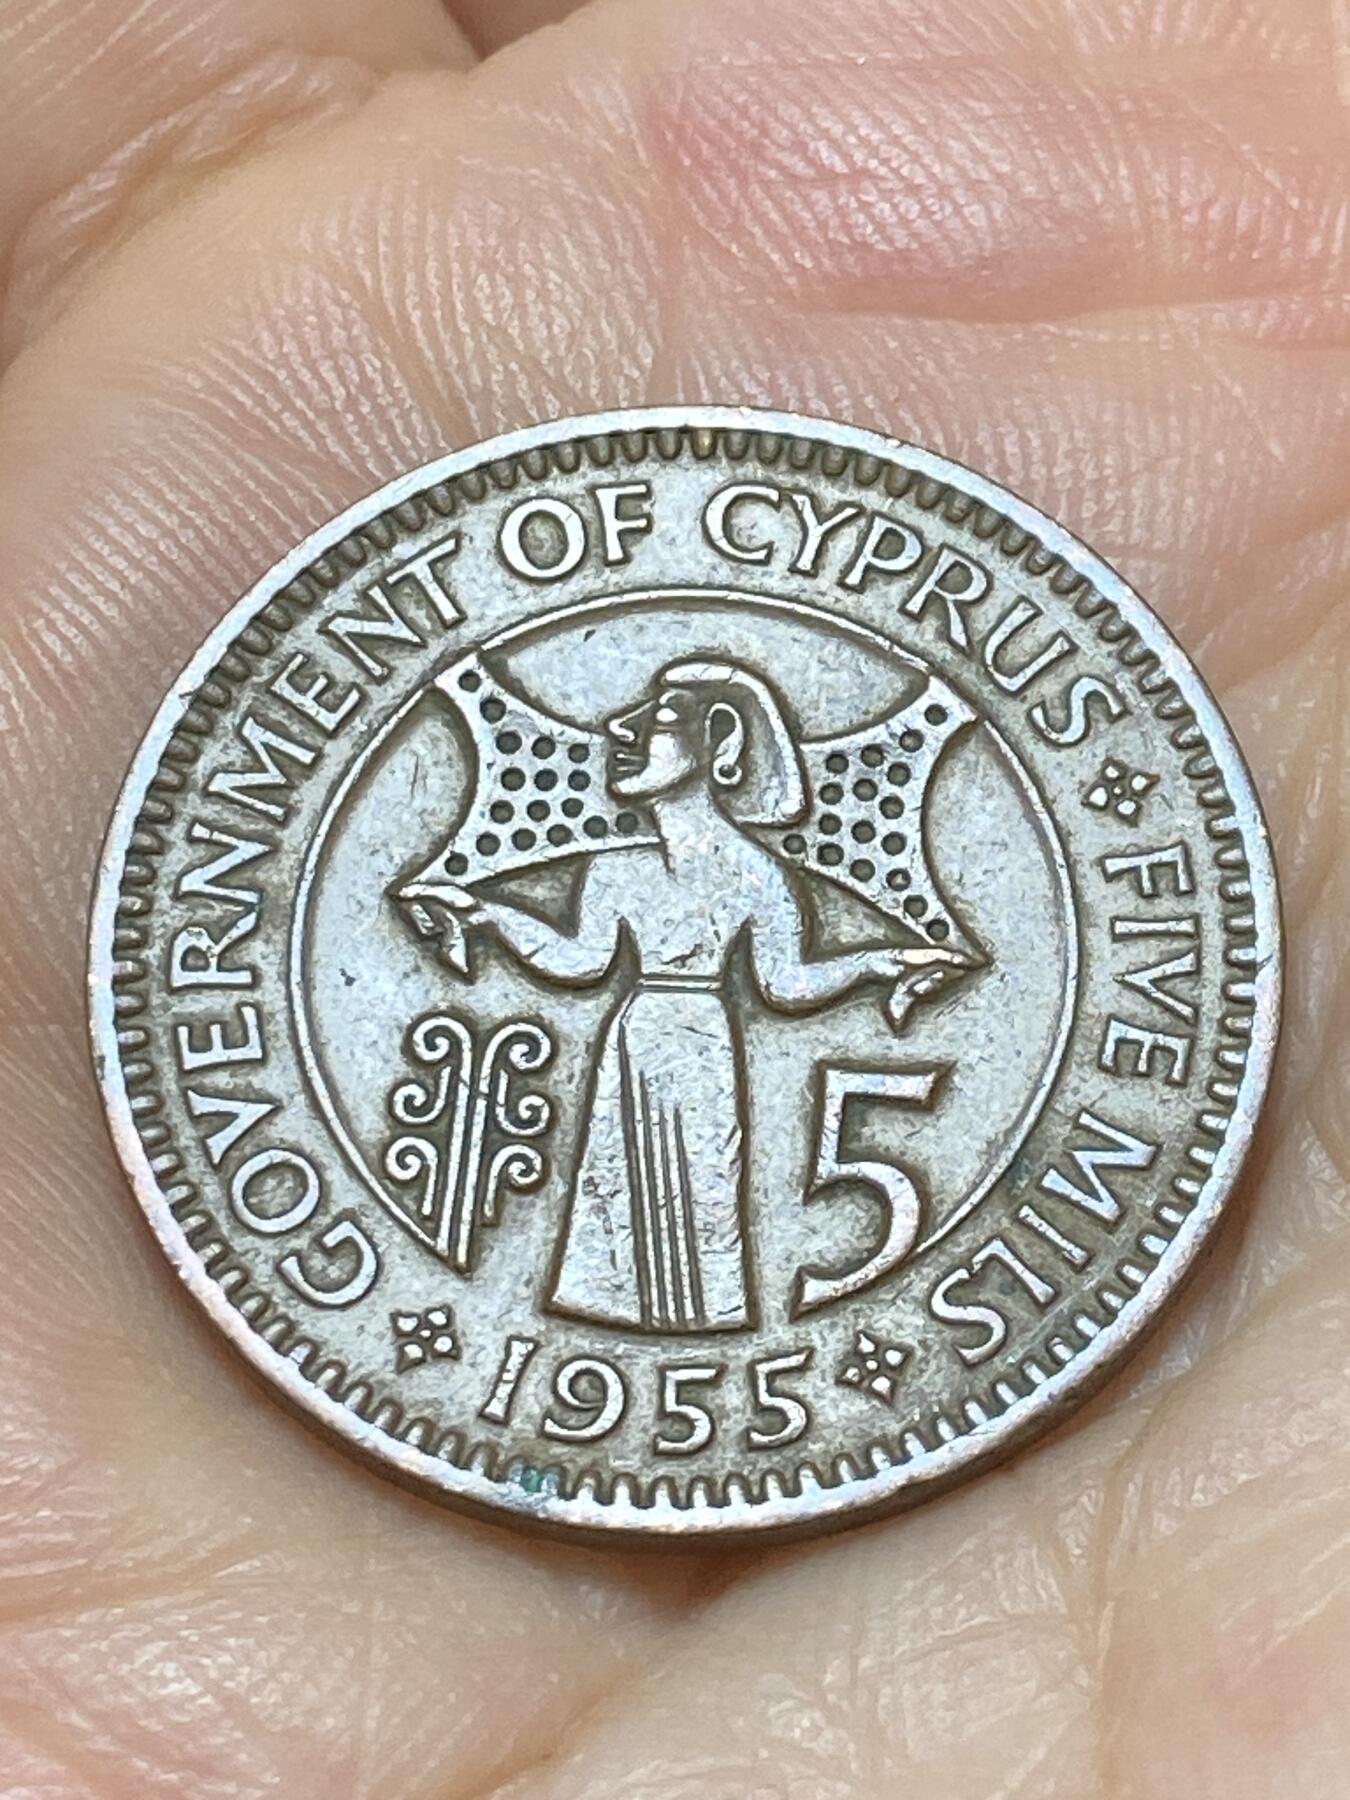 GOVERNMENT OF CYPRUS
FIVE MILS
5
1955